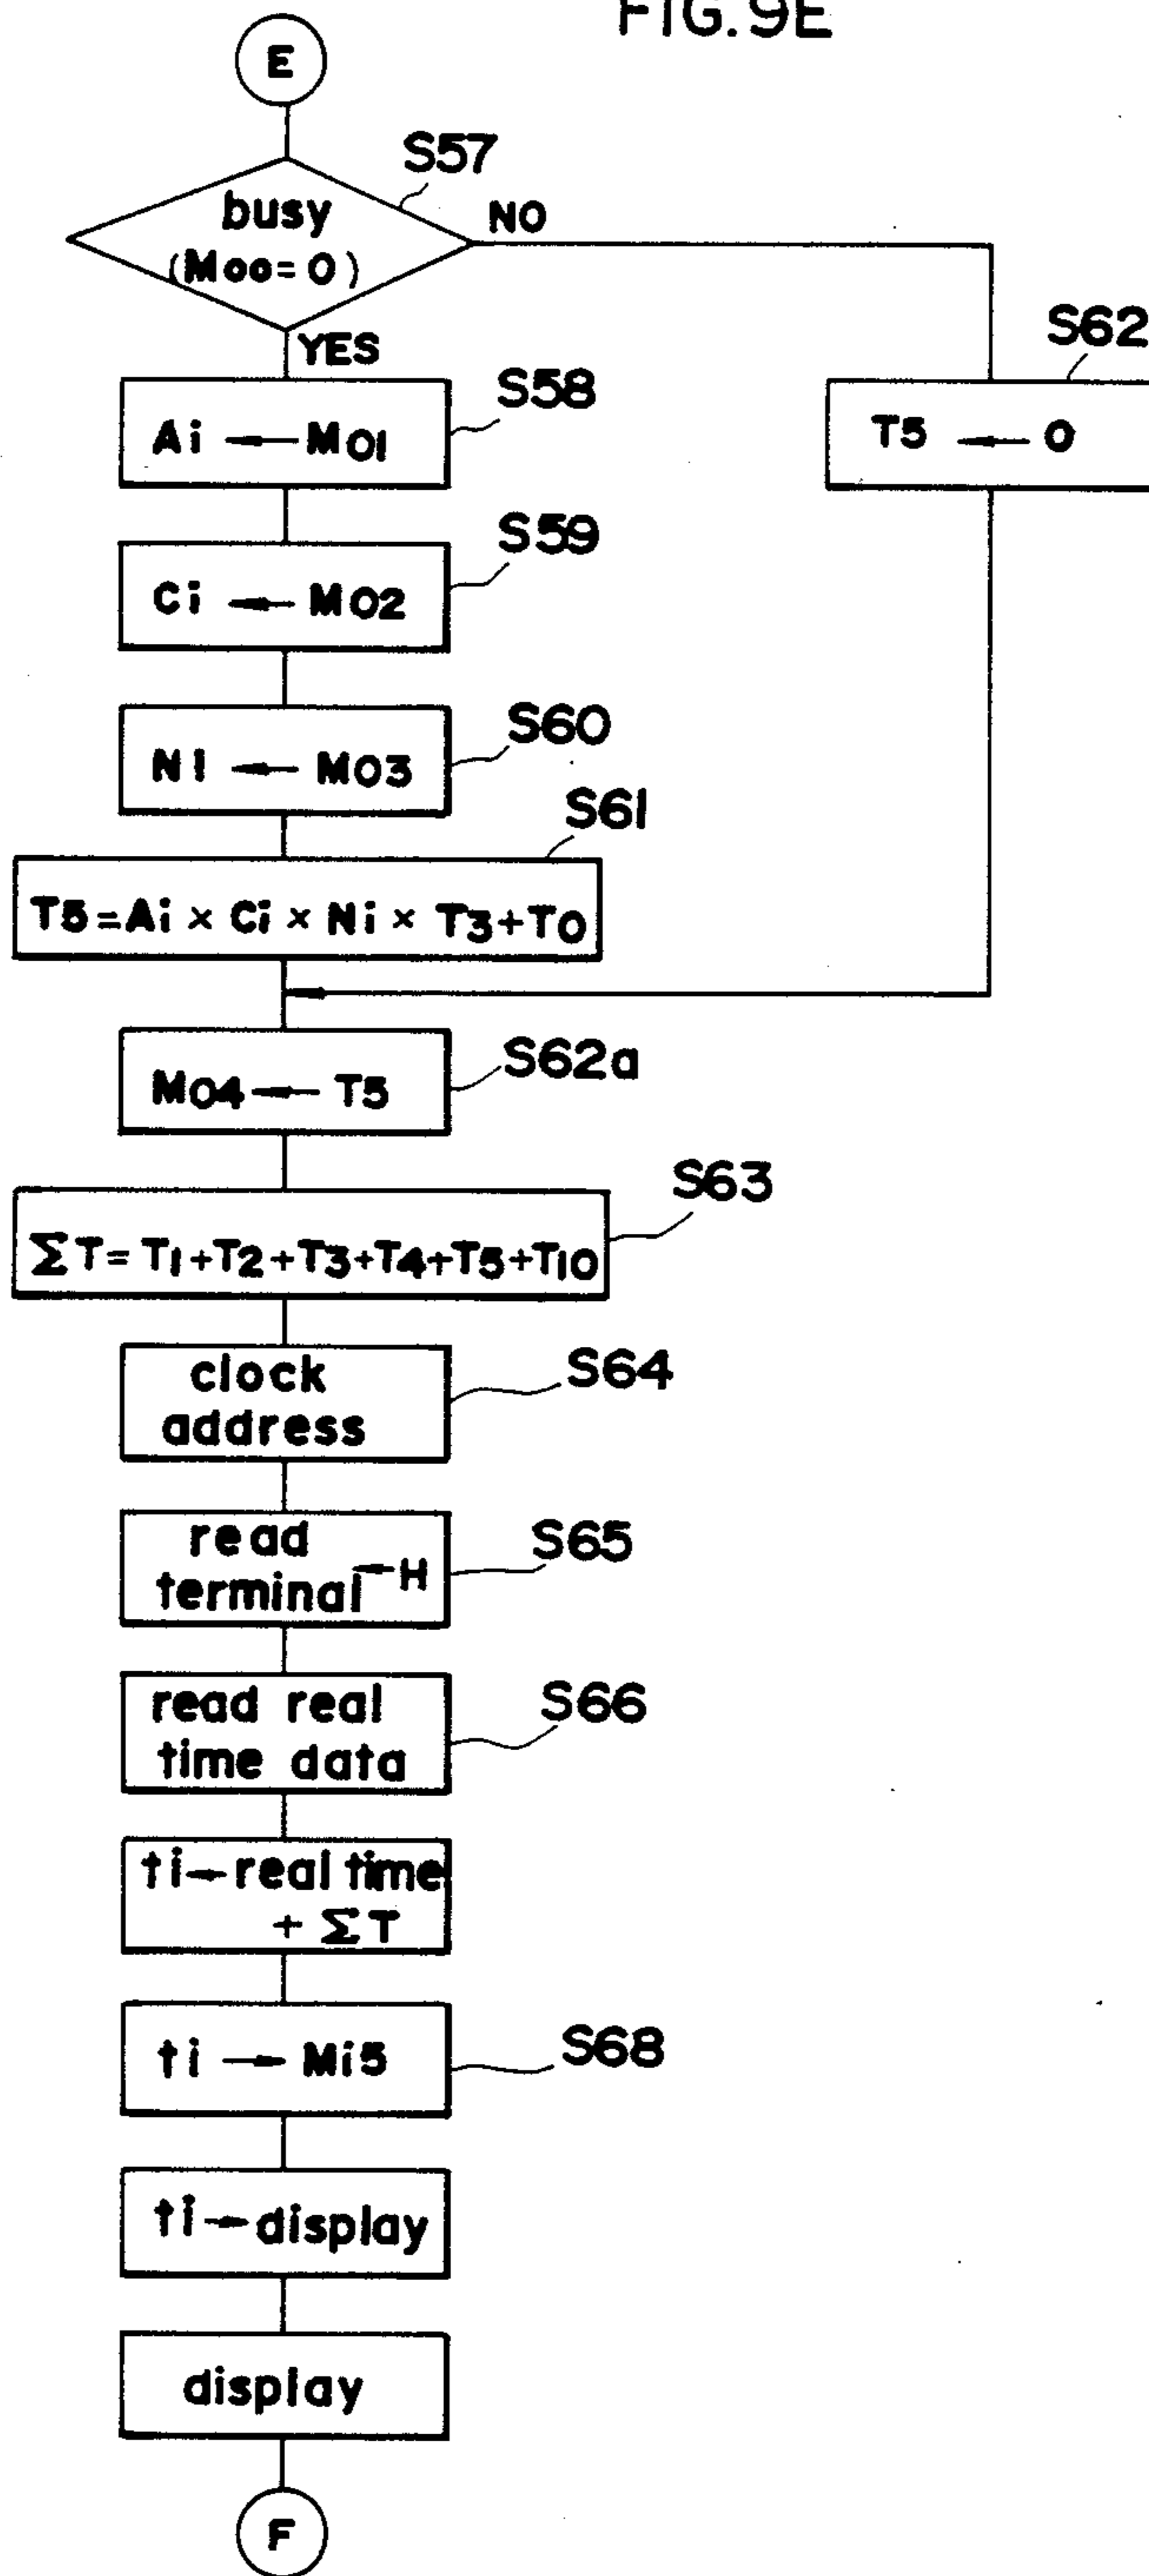 FIG. 9E
E
S57
busy
(M00=0)
NO
YES
S62
T5 ← 0
S58
Ai ← M01
S59
Ci ← M02
S60
NI ← M03
S61
T5=Ai × Ci × Ni × T3+T0
S62a
M04 ← T5
S63
ΣT= T1+T2+T3+T4+T5+T10
clock
address
S64
read
terminal ← H
S65
read real
time data
S66
ti ← real time
+ ΣT
ti → Mi5
S68
ti → display
display
F